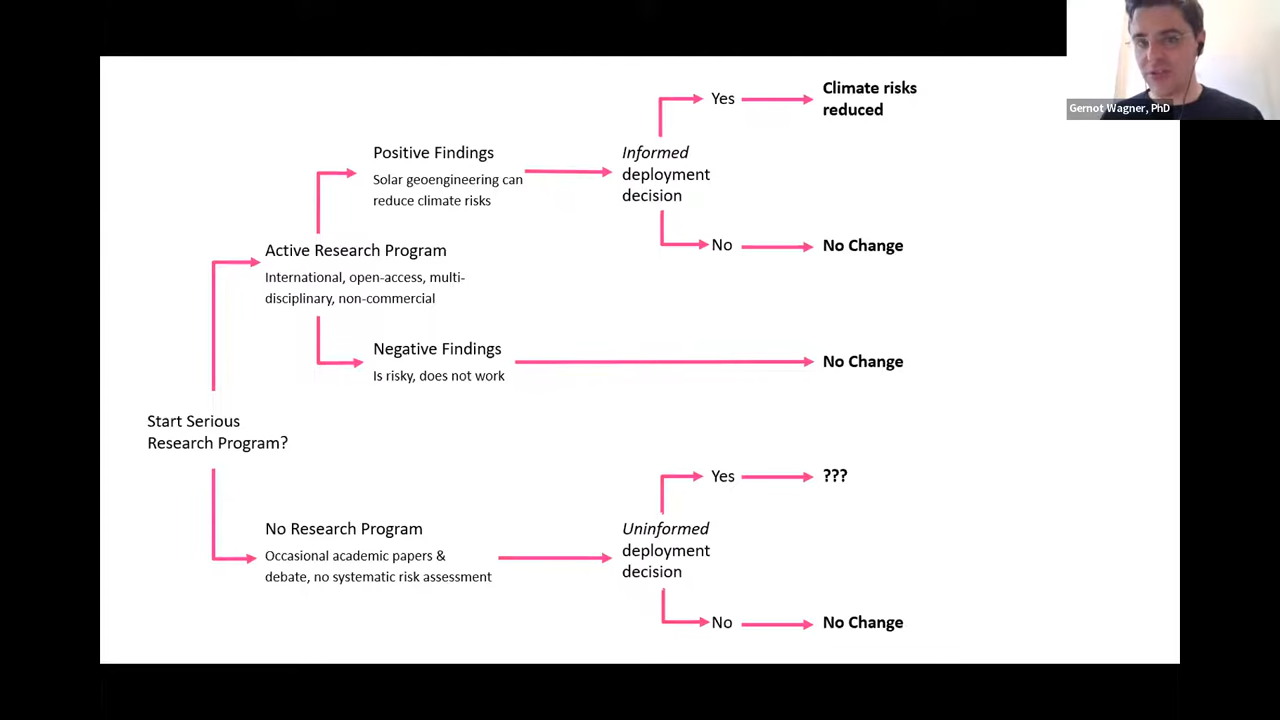 Gernot Wagner, PhD
Yes
Climate risks
reduced
Positive Findings
Solar geoengineering can
reduce climate risks
Informed
deployment
decision
No
No Change
Active Research Program
International, open-access, multi-
disciplinary, non-commercial
Negative Findings
Is risky, does not work
No Change
Start Serious
Research Program?
No Research Program
Occasional academic papers &
debate, no systematic risk assessment
Uninformed
deployment
decision
Yes
???
No
No Change